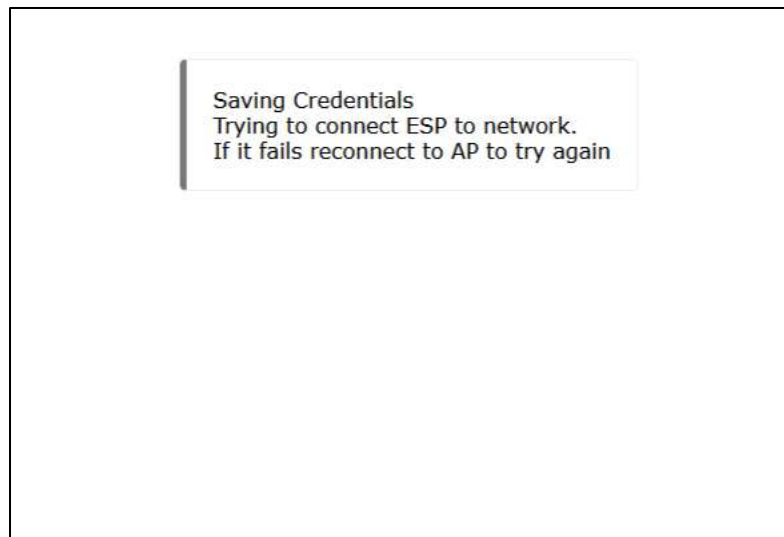 Saving Credentials
Trying to connect ESP to network.
If it fails reconnect to AP to try again